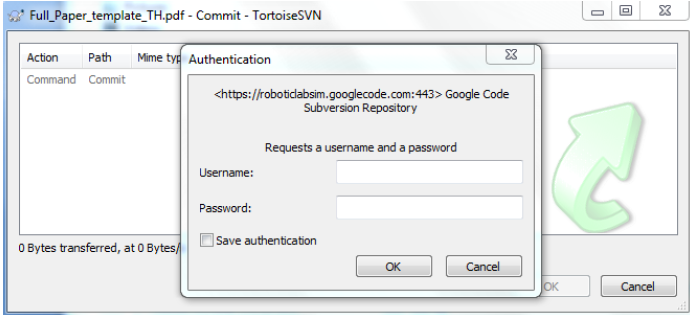 Full_Paper_template_TH.pdf - Commit - TortoiseSVN
Action Path Mime typ
Command Commit
Authentication
<https://roboticlabsim.googlecode.com:443> Google Code
Subversion Repository
Requests a username and a password
Username:
Password:
Save authentication
OK Cancel
0 Bytes transferred, at 0 Bytes/
OK Cancel